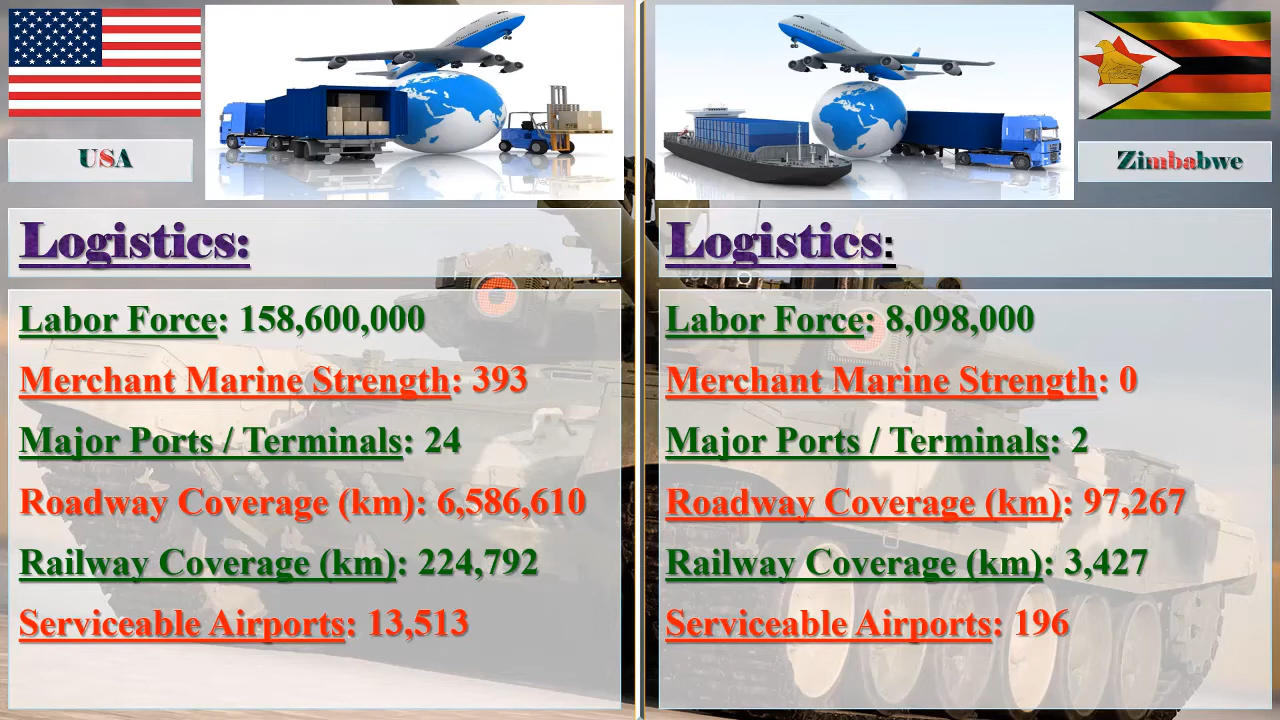 USA
Logistics:
Labor Force: 158,600,000
Merchant Marine Strength: 393
Major Ports / Terminals: 24
Roadway Coverage (km): 6,586,610
Railway Coverage (km): 224,792
Serviceable Airports: 13,513
Zimbabwe
Logistics:
Labor Force: 8,098,000
Merchant Marine Strength: 0
Major Ports / Terminals: 2
Roadway Coverage (km): 97,267
Railway Coverage (km): 3,427
Serviceable Airports: 196